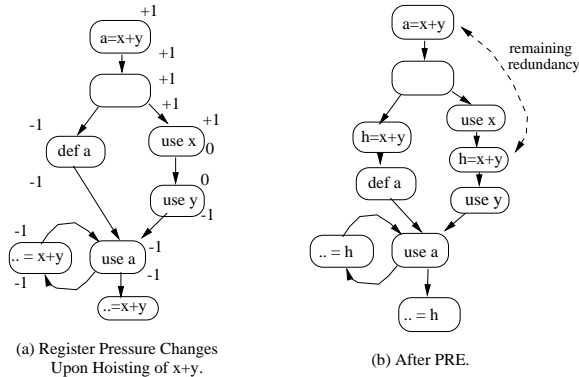 +1
a=x+y
+1
+1
+1
-1
def a
+1
use x
0
-1
0
use y
-1
-1
.. = x+y
-1
use a
-1
-1
..=x+y
(a) Register Pressure Changes
Upon Hoisting of x+y.
a=x+y
remaining
redundancy
use x
h=x+y
h=x+y
def a
use y
.. = h
use a
.. = h
(b) After PRE.